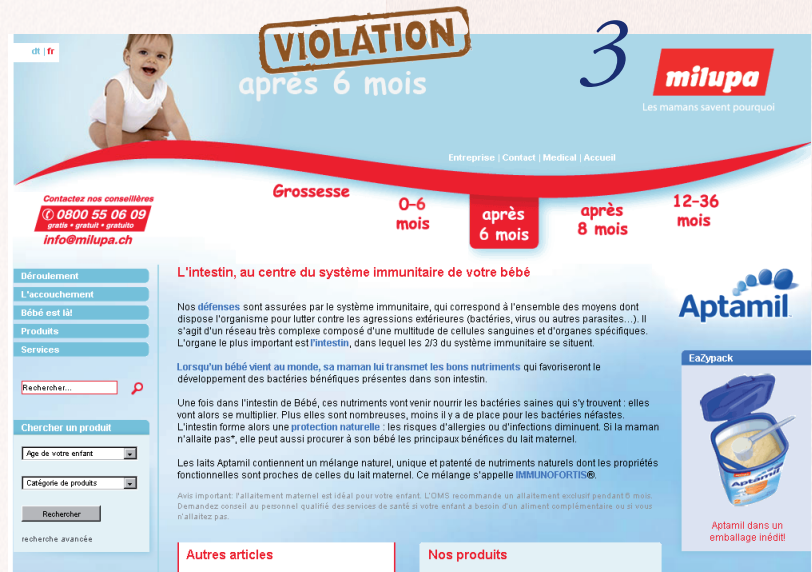 VIOLATION
3
dt | fr
après 6 mois
milupa
Les mamans savent pourquoi
Entreprise | Contact | Medical | Accueil
Contactez nos conseillères
0800 55 06 09
gratis • gratuit • gratuito
info@milupa.ch
Grossesse
0-6
mois
après
6 mois
après
8 mois
12-36
mois
Déroulement
L'accouchement
Bébé est là!
Produits
Services
Rechercher...
Chercher un produit
Age de votre enfant
Catégorie de produits
Rechercher
recherche avancée
L'intestin, au centre du système immunitaire de votre bébé
Nos défenses sont assurées par le système immunitaire, qui correspond à l'ensemble des moyens dont
dispose l'organisme pour lutter contre les agressions extérieures (bactéries, virus ou autres parasites...). Il
s'agit d'un réseau très complexe composé d'une multitude de cellules sanguines et d'organes spécifiques.
L'organe le plus important est l'intestin, dans lequel les 2/3 du système immunitaire se situent.
Lorsqu'un bébé vient au monde, sa maman lui transmet les bons nutriments qui favoriseront le
développement des bactéries bénéfiques présentes dans son intestin.
Une fois dans l'intestin de Bébé, ces nutriments vont venir nourrir les bactéries saines qui s'y trouvent : elles
vont alors se multiplier. Plus elles sont nombreuses, moins il y a de place pour les bactéries néfastes.
L'intestin forme alors une protection naturelle : les risques d'allergies ou d'infections diminuent. Si la maman
n'allaite pas*, elle peut aussi procurer à son bébé les principaux bénéfices du lait maternel.
Les laits Aptamil contiennent un mélange naturel, unique et patenté de nutriments naturels dont les propriétés
fonctionnelles sont proches de celles du lait maternel. Ce mélange s'appelle IMMUNOFORTIS®.
Avis important: l'allaitement maternel est idéal pour votre enfant. L'OMS recommande un allaitement exclusif pendant 6 mois.
Demandez conseil au personnel qualifié des services de santé si votre enfant a besoin d'un aliment complémentaire ou si vous
n'allaitez pas.
Autres articles
Nos produits
Aptamil
EaZypack
Aptamil
Aptamil dans un
emballage inédit!